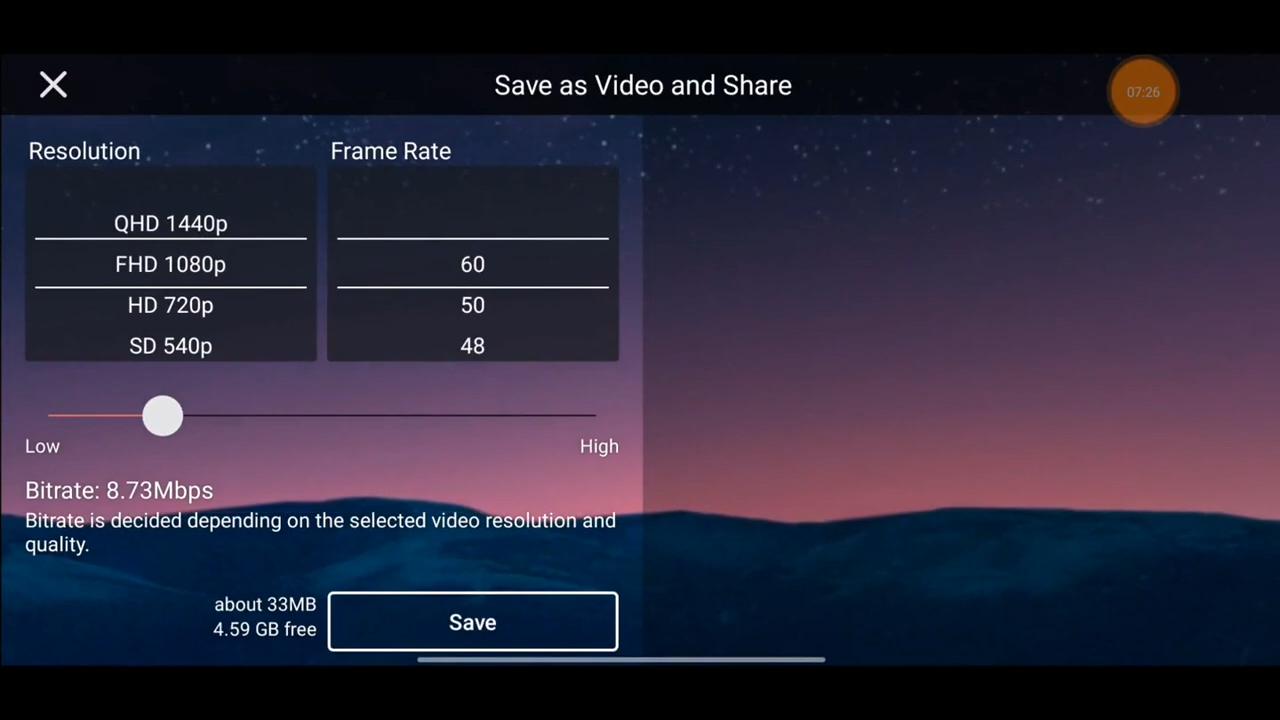 Save as Video and Share
07:26
Resolution
Frame Rate
QHD 1440p
FHD 1080p
HD 720p
SD 540p
60
50
48
Low
High
Bitrate: 8.73Mbps
Bitrate is decided depending on the selected video resolution and
quality.
about 33MB
4.59 GB free
Save